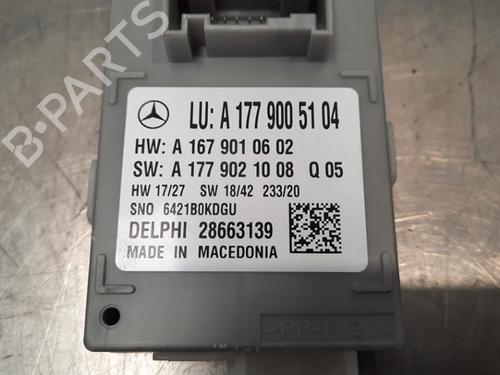 LU: A 177 900 51 04
HW: A 167 901 06 02
SW: A 177 902 10 08 Q 05
HW 17/27 SW 18/42 233/20
SNO 6421B0KDGU
DELPHI 28663139
MADE IN MACEDONIA
>PP-TV20<
B-PARTS